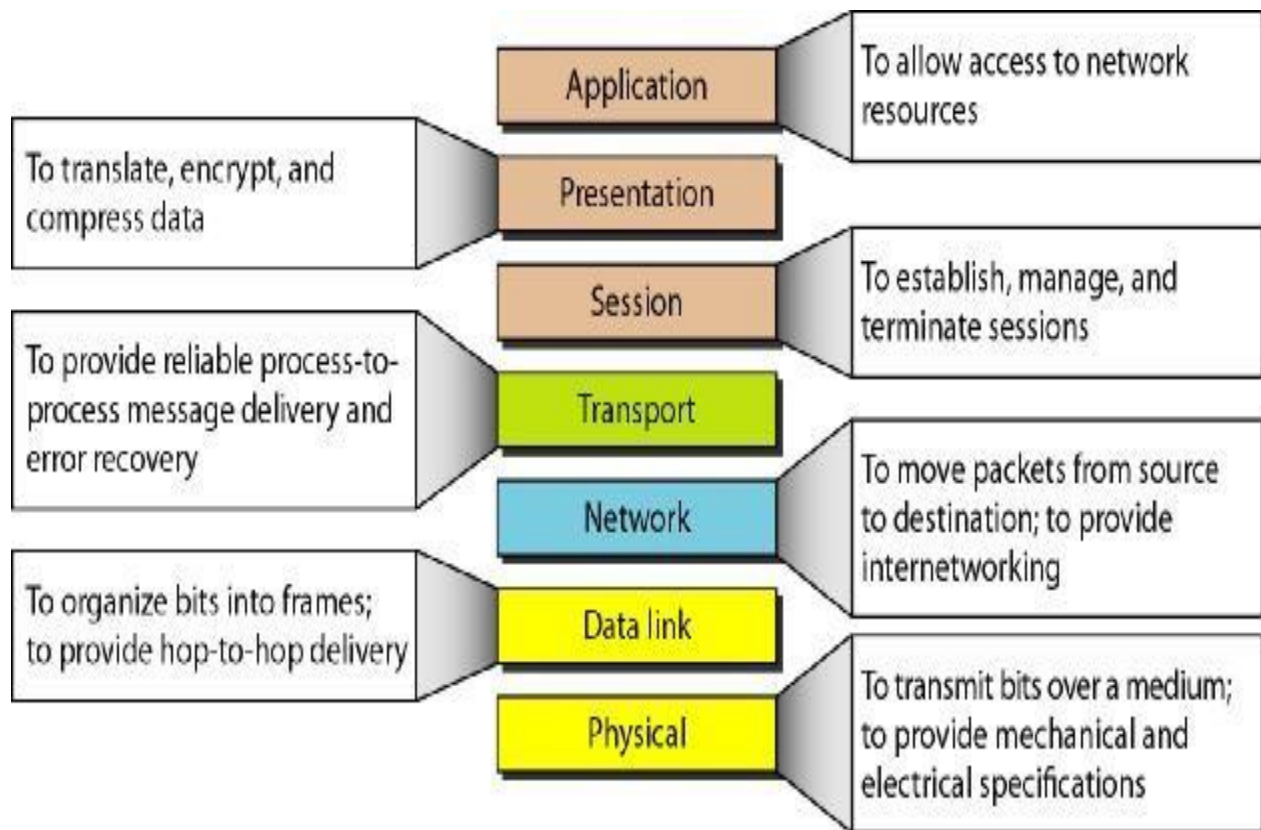 Application
To allow access to network
resources
To translate, encrypt, and
compress data
Presentation
Session
To establish, manage, and
terminate sessions
To provide reliable process-to-
process message delivery and
error recovery
Transport
Network
To move packets from source
to destination; to provide
internetworking
To organize bits into frames;
to provide hop-to-hop delivery
Data link
Physical
To transmit bits over a medium;
to provide mechanical and
electrical specifications